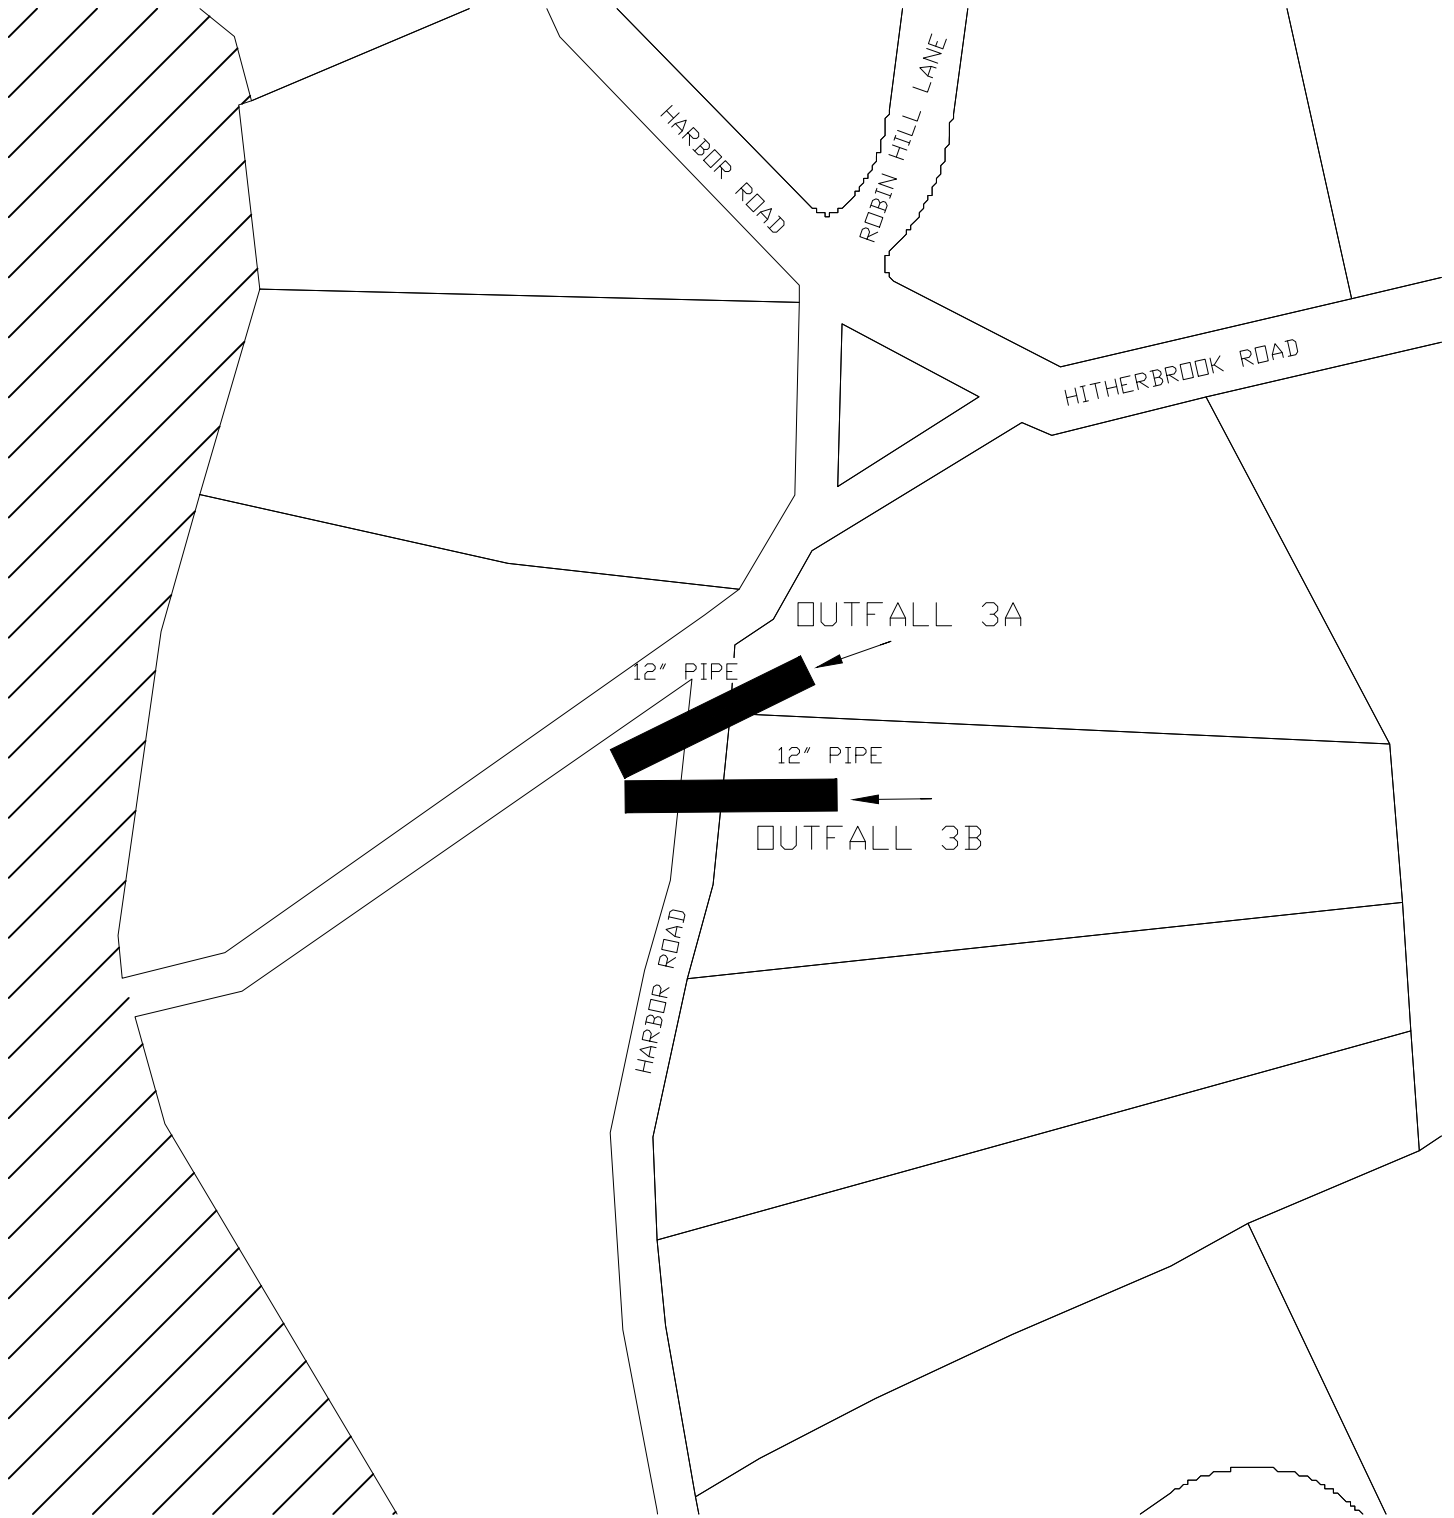 HARBOR ROAD
ROBIN HILL LANE
HITHERBROOK ROAD
OUTFALL 3A
12" PIPE
12" PIPE
OUTFALL 3B
HARBOR ROAD